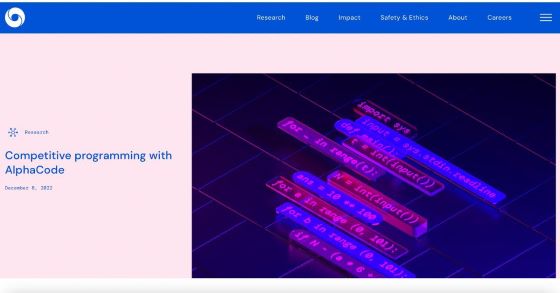 Research Blog Impact Safety & Ethics About Careers
Research
Competitive programming with
AlphaCode
December 8, 2022
import sys
def main():
input = sys.stdin.readline
for _ in range(t):
t = int(input())
N = int(input())
ans = 10 ** 100
for a in range (0, 101):
for b in range (0, 101):
if N - (a * 6 +